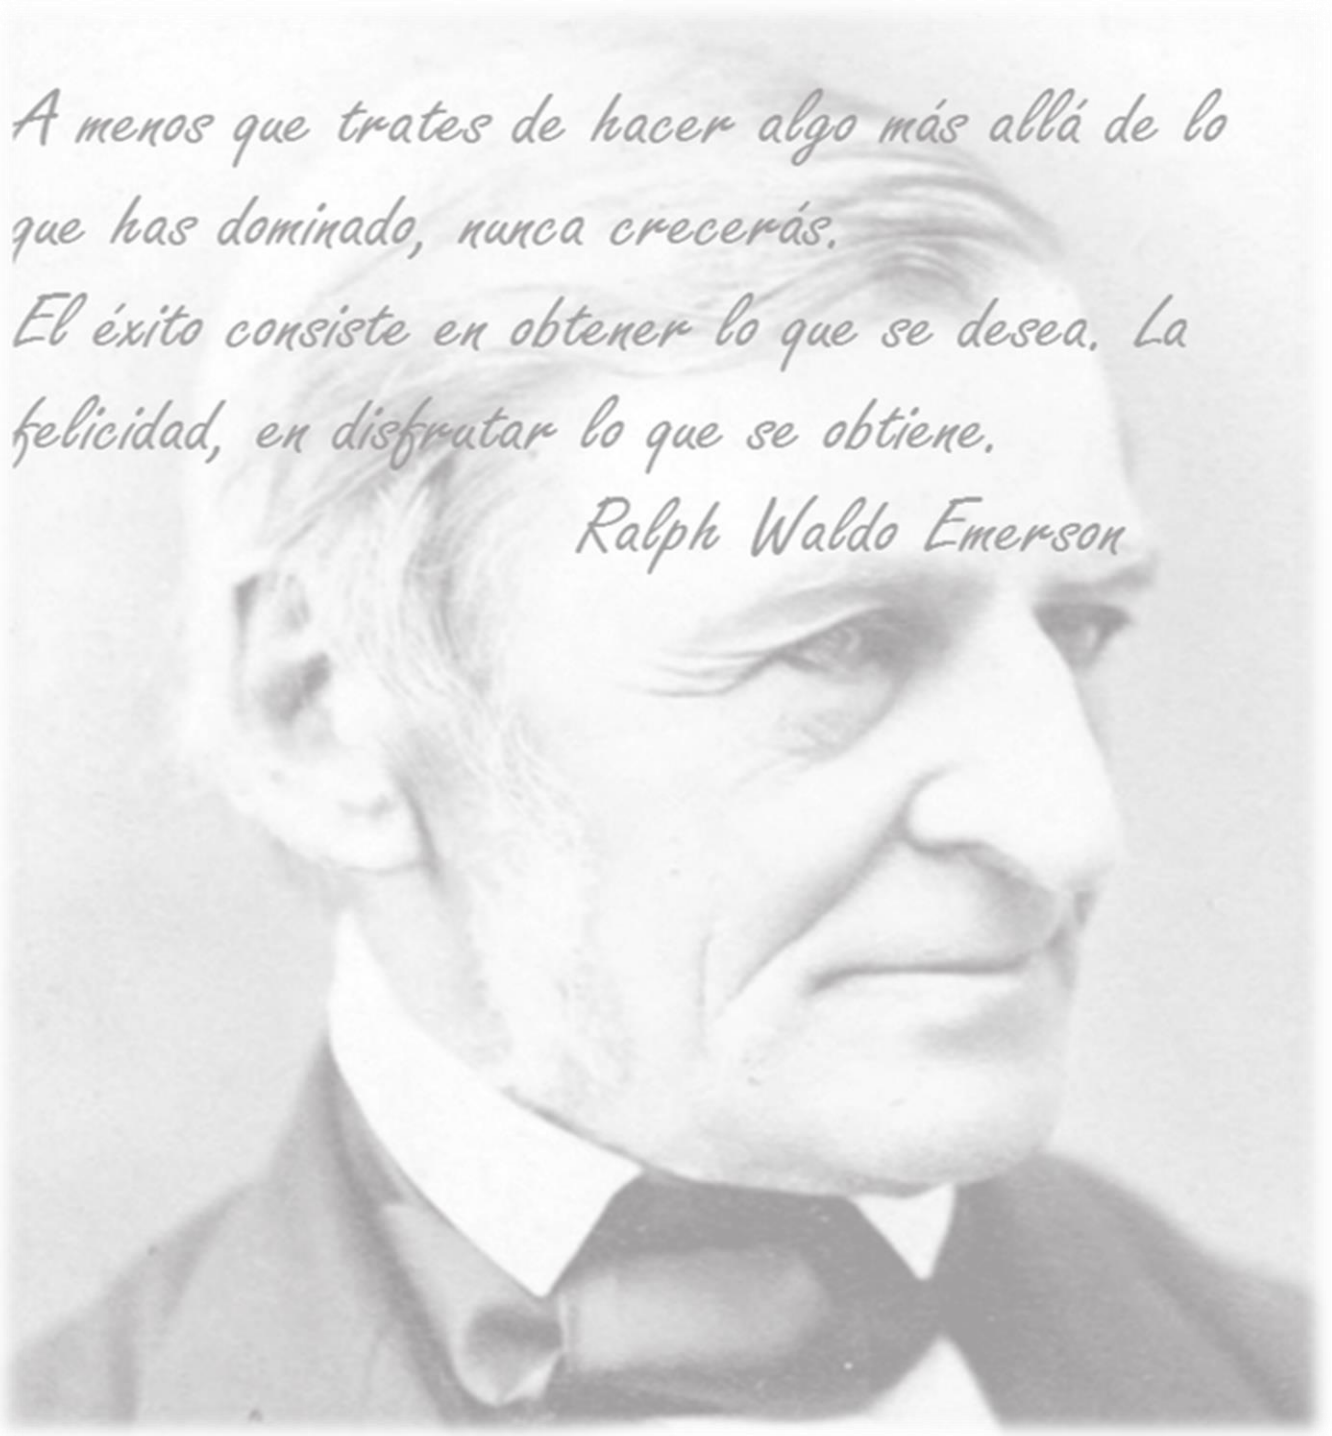 A menos que trates de hacer algo más allá de lo
que has dominado, nunca crecerás.
El éxito consiste en obtener lo que se desea. La
felicidad, en disfrutar lo que se obtiene.
Ralph Waldo Emerson